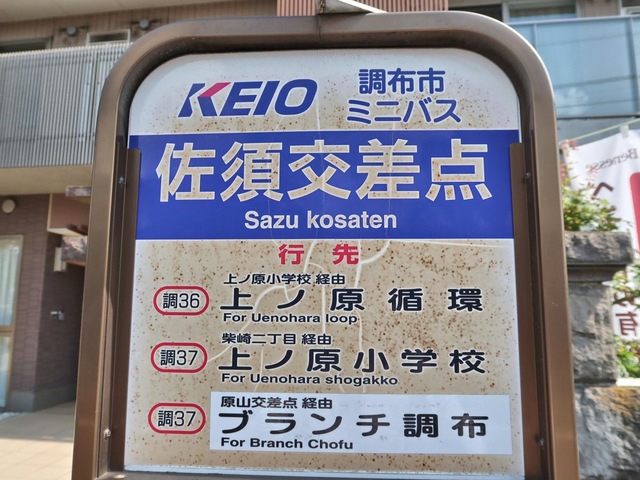 KEIO
調布市
ミニバス
佐須交差点
Sazu kosaten
行先
上ノ原小学校 経由
調36 上ノ原循環
For Uenohara loop
柴崎二丁目 経由
調37 上ノ原小学校
For Uenohara shogakko
原山交差点 経由
調37 ブランチ調布
For Branch Chofu
Benesse
有